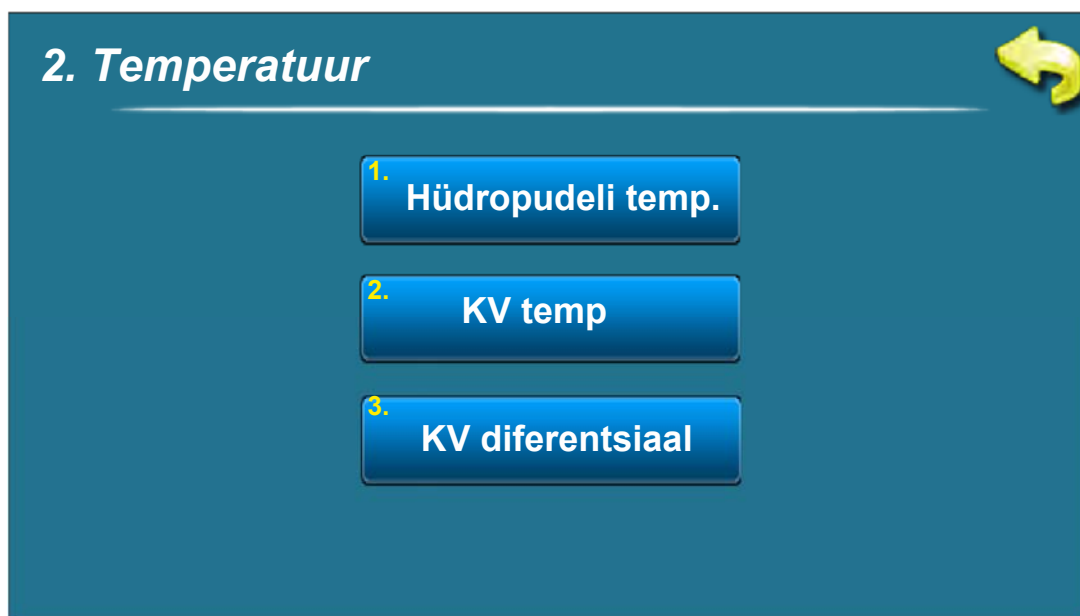 2. Temperatuur
1.
Hüdropudeli temp.
2.
KV temp
3.
KV diferentsiaal